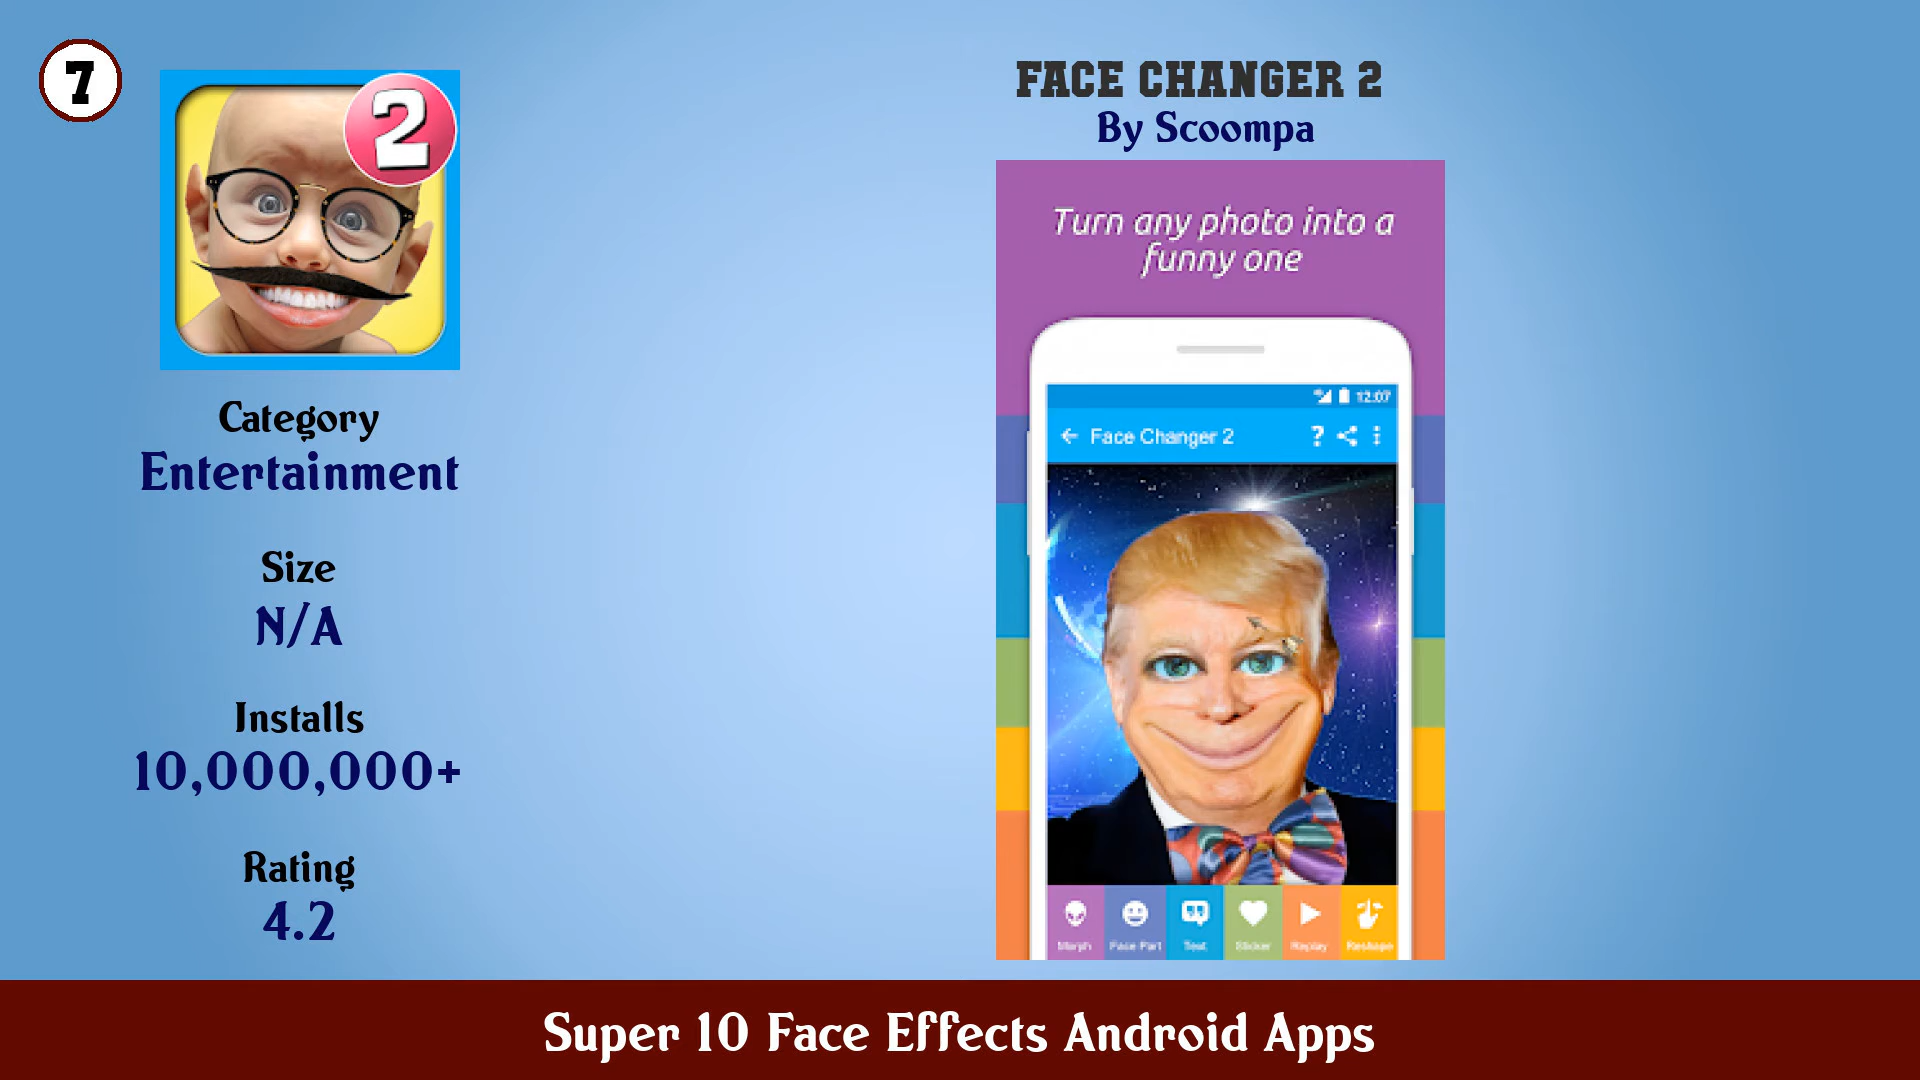 7
2
FACE CHANGER 2
By Scoompa
Turn any photo into a
funny one
12:07
Face Changer 2
?
Morph Face Part Text Sticker Replay Reshape
Category
Entertainment
Size
N/A
Installs
10,000,000+
Rating
4.2
Super 10 Face Effects Android Apps